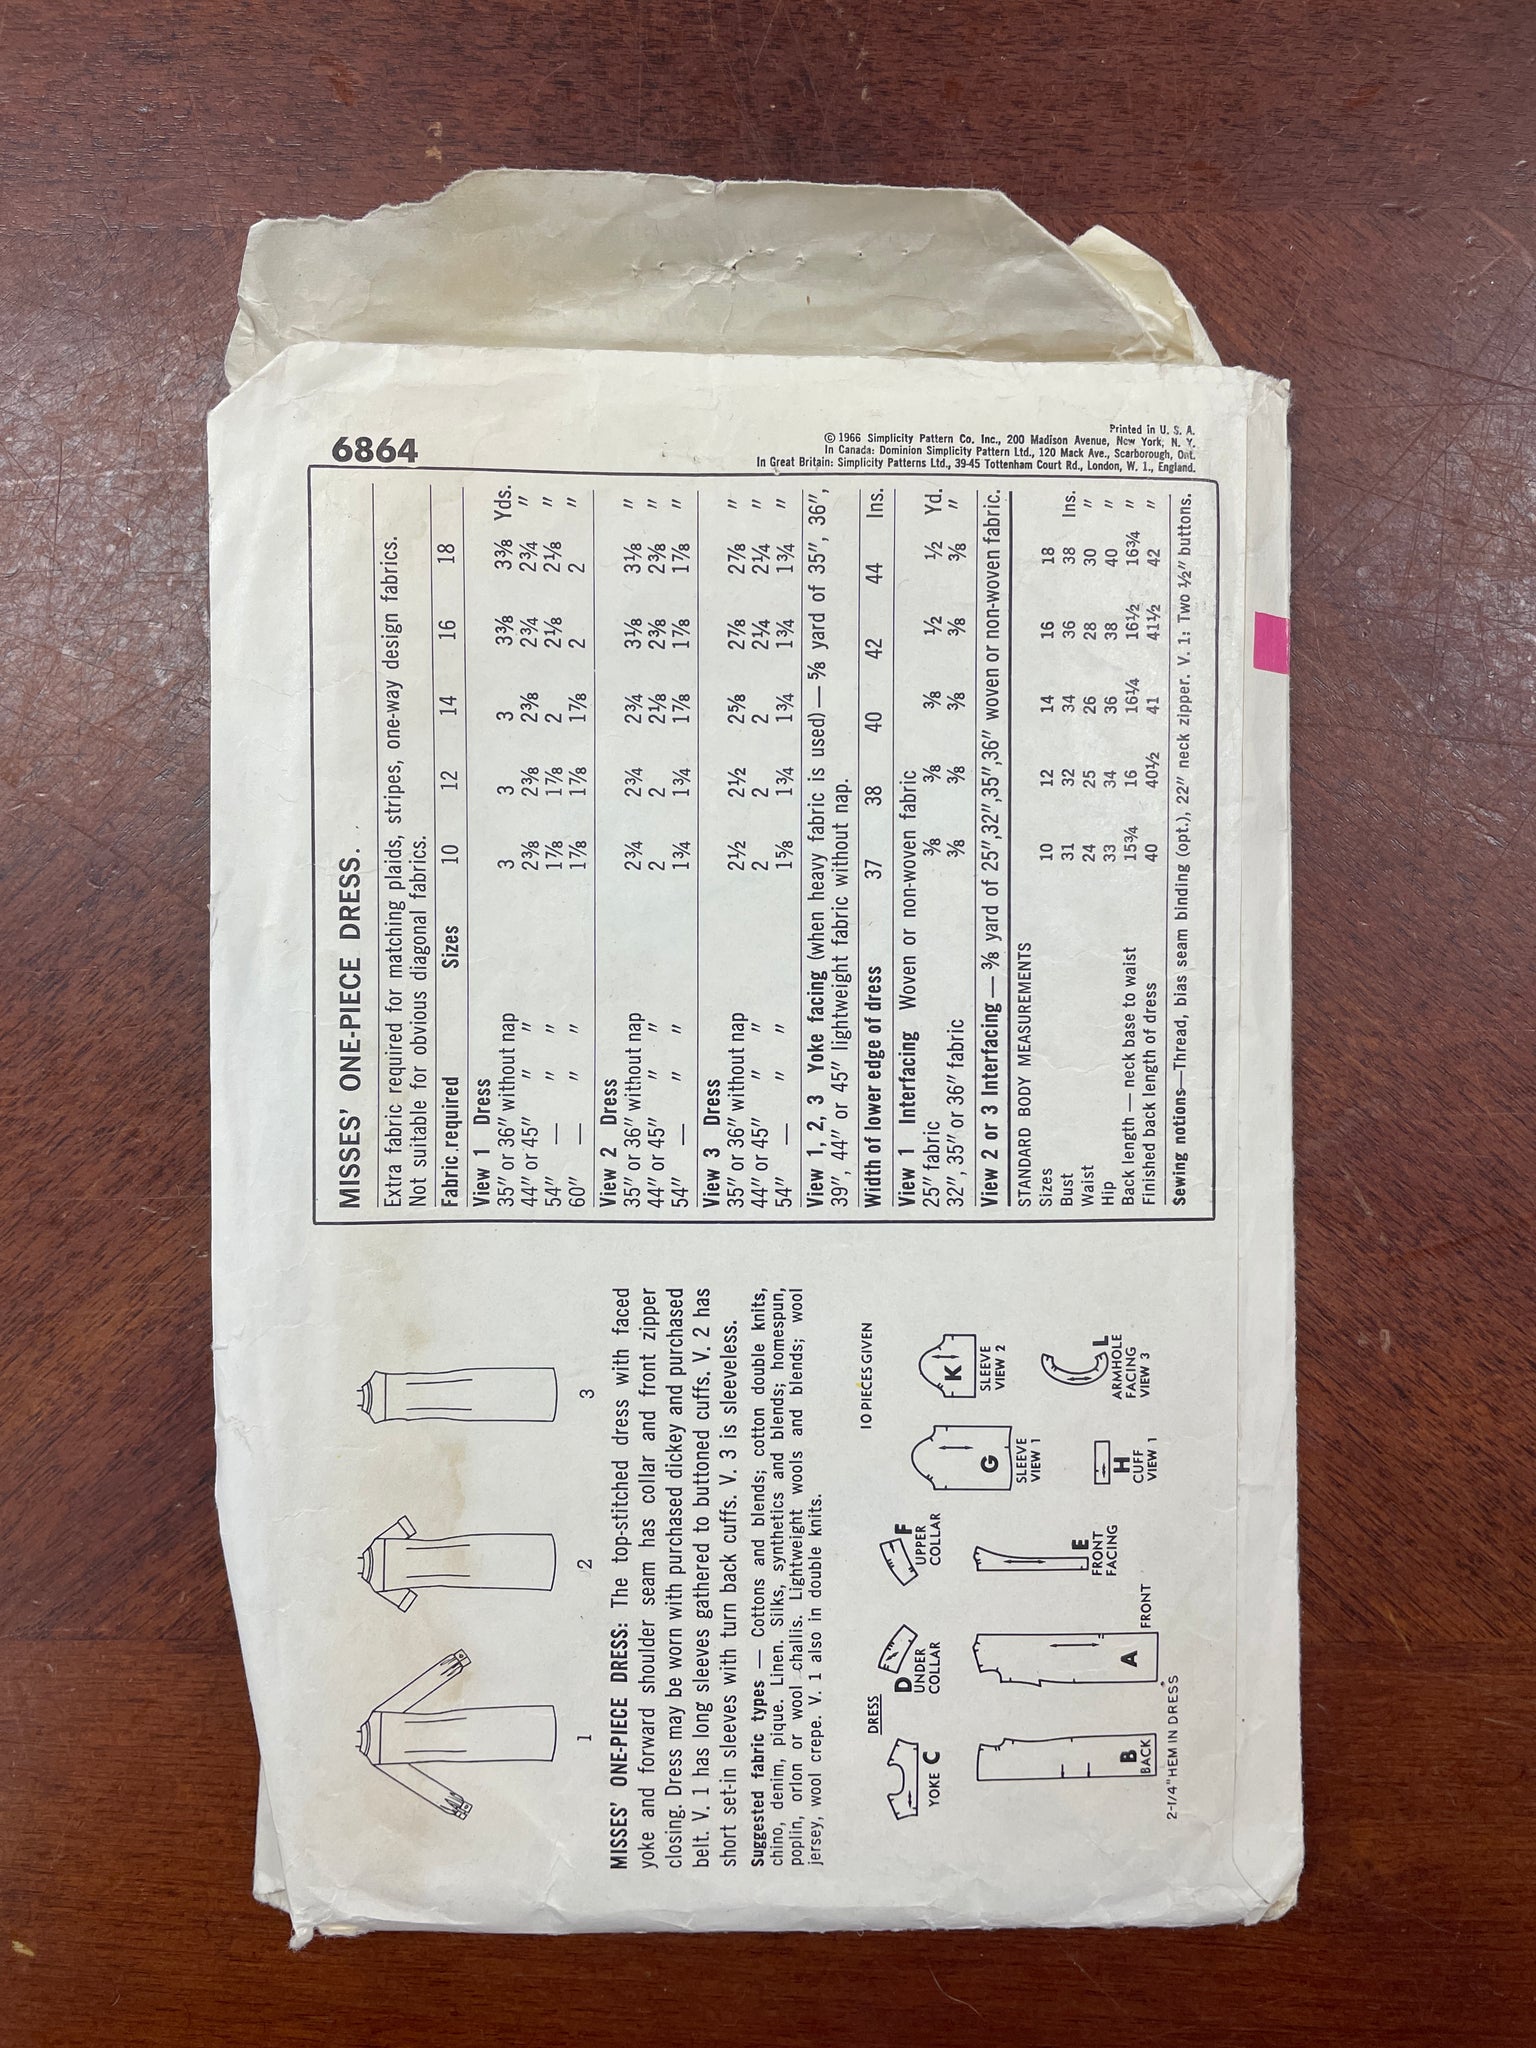 6864
Printed in U. S. A.
© 1966 Simplicity Pattern Co. Inc., 200 Madison Avenue, New York, N. Y.
In Canada: Dominion Simplicity Pattern Ltd., 120 Mack Ave., Scarborough, Ont.
In Great Britain: Simplicity Patterns Ltd., 39-45 Tottenham Court Rd., London, W. 1., England.
1
2
3
MISSES' ONE-PIECE DRESS: The top-stitched dress with faced
yoke and forward shoulder seam has collar and front zipper
closing. Dress may be worn with purchased dickey and purchased
belt. V. 1 has long sleeves gathered to buttoned cuffs. V. 2 has
short set-in sleeves with turn back cuffs. V. 3 is sleeveless.
Suggested fabric types — Cottons and blends; cotton double knits,
chino, denim, pique. Linen. Silks, synthetics and blends; homespun,
poplin, orlon or wool challis. Lightweight wools and blends; wool
jersey, wool crepe. V. 1 also in double knits.
10 PIECES GIVEN
DRESS
YOKE C
D
UNDER
COLLAR
F
UPPER
COLLAR
G
SLEEVE
VIEW 1
K
SLEEVE
VIEW 2
B
BACK
A
FRONT
E
FRONT
FACING
H
CUFF
VIEW 1
L
ARMHOLE
FACING
VIEW 3
2-1/4" HEM IN DRESS
MISSES' ONE-PIECE DRESS.
Extra fabric required for matching plaids, stripes, one-way design fabrics.
Not suitable for obvious diagonal fabrics.
Fabric required Sizes 10 12 14 16 18
View 1 Dress
35" or 36" without nap 3 3 3 3⅜ 3⅜ Yds.
44" or 45" " " 2⅜ 2⅜ 2⅜ 2¾ 2¾ "
54" — " " 1⅞ 1⅞ 2 2⅛ 2⅛ "
60" — " " 1⅞ 1⅞ 1⅞ 2 2 "
View 2 Dress
35" or 36" without nap 2¾ 2¾ 2¾ 3⅛ 3⅛ "
44" or 45" " " 2 2 2⅛ 2⅜ 2⅜ "
54" — " " 1¾ 1¾ 1⅞ 1⅞ 1⅞ "
View 3 Dress
35" or 36" without nap 2½ 2½ 2⅝ 2⅞ 2⅞ "
44" or 45" " " 2 2 2 2¼ 2¼ "
54" — " " 1⅝ 1¾ 1¾ 1¾ 1¾ "
View 1, 2, 3 Yoke facing (when heavy fabric is used) — ⅝ yard of 35", 36",
39", 44" or 45" lightweight fabric without nap.
Width of lower edge of dress 37 38 40 42 44 Ins.
View 1 Interfacing Woven or non-woven fabric
25" fabric ⅜ ⅜ ⅜ ½ ½ Yd.
32", 35" or 36" fabric ⅜ ⅜ ⅜ ⅜ ⅜ "
View 2 or 3 Interfacing — ⅜ yard of 25",32",35",36" woven or non-woven fabric.
STANDARD BODY MEASUREMENTS
Sizes 10 12 14 16 18
Bust 31 32 34 36 38 Ins.
Waist 24 25 26 28 30 "
Hip 33 34 36 38 40 "
Back length — neck base to waist 15¾ 16 16¼ 16½ 16¾ "
Finished back length of dress 40 40½ 41 41½ 42 "
Sewing notions—Thread, bias seam binding (opt.), 22" neck zipper. V. 1: Two ½" buttons.